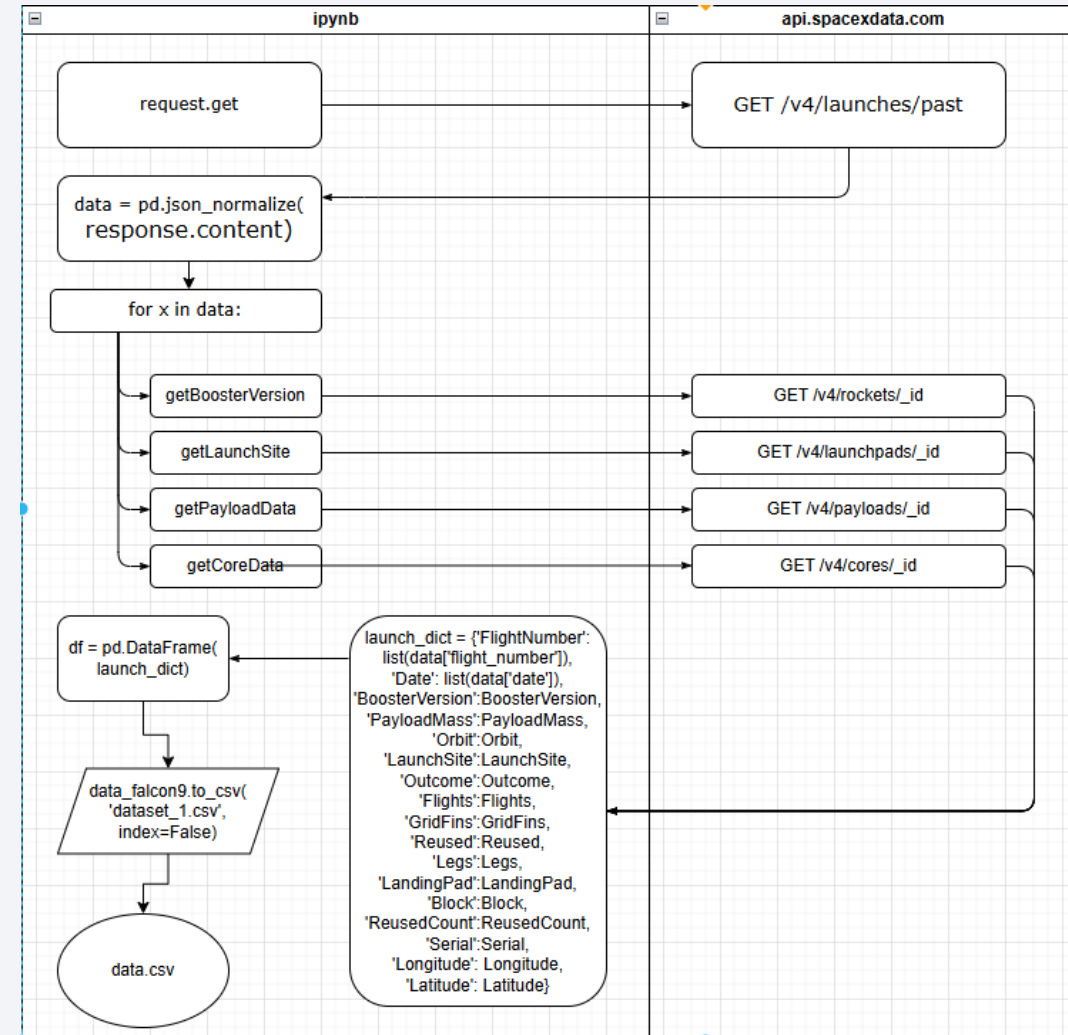 ipynb
api.spacexdata.com
request.get
GET /v4/launches/past
data = pd.json_normalize(
response.content)
for x in data:
getBoosterVersion
GET /v4/rockets/_id
getLaunchSite
GET /v4/launchpads/_id
getPayloadData
GET /v4/payloads/_id
getCoreData
GET /v4/cores/_id
df = pd.DataFrame(
launch_dict)
launch_dict = {'FlightNumber':
list(data['flight_number']),
'Date': list(data['date']),
'BoosterVersion':BoosterVersion,
'PayloadMass':PayloadMass,
'Orbit':Orbit,
'LaunchSite':LaunchSite,
'Outcome':Outcome,
'Flights':Flights,
'GridFins':GridFins,
'Reused':Reused,
'Legs':Legs,
'LandingPad':LandingPad,
'Block':Block,
'ReusedCount':ReusedCount,
'Serial':Serial,
'Longitude': Longitude,
'Latitude': Latitude}
data_falcon9.to_csv(
'dataset_1.csv',
index=False)
data.csv